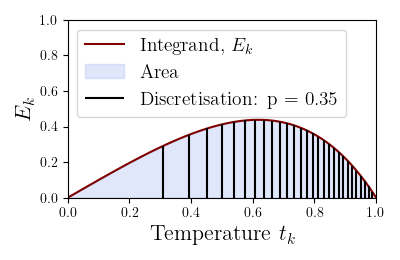 1.0
0.8
0.6
0.4
0.2
0.0
E_k
Integrand, E_k
Area
Discretisation: p = 0.35
0.0 0.2 0.4 0.6 0.8 1.0
Temperature t_k